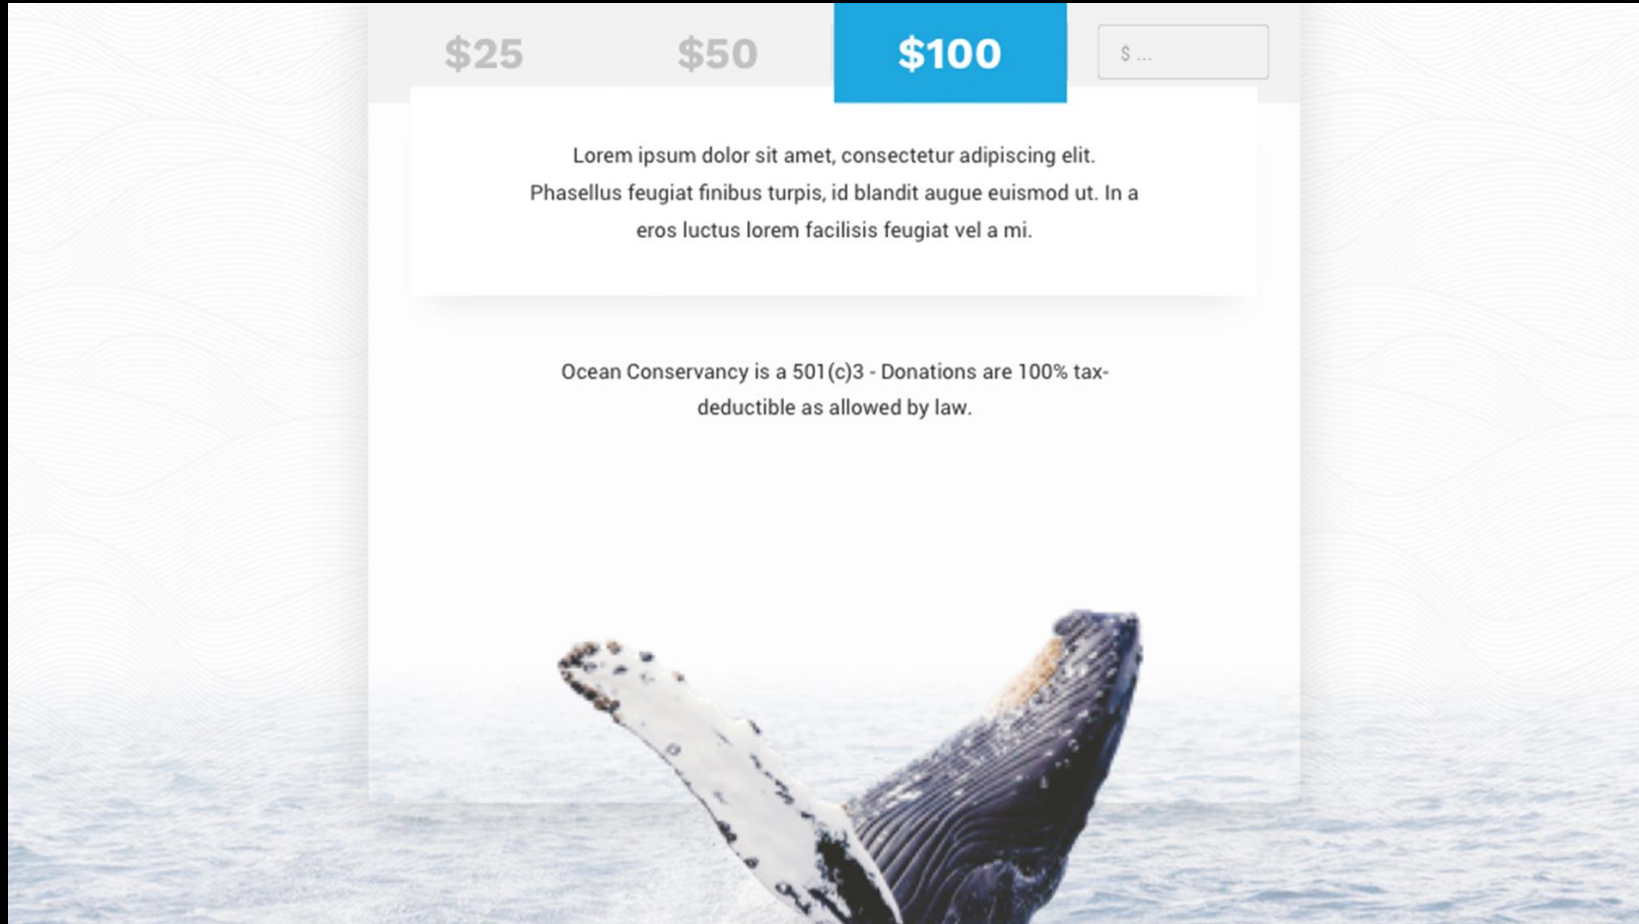 $25 $50 $100 $ ...
Lorem ipsum dolor sit amet, consectetur adipiscing elit.
Phasellus feugiat finibus turpis, id blandit augue euismod ut. In a
eros luctus lorem facilisis feugiat vel a mi.
Ocean Conservancy is a 501(c)3 - Donations are 100% tax-
deductible as allowed by law.